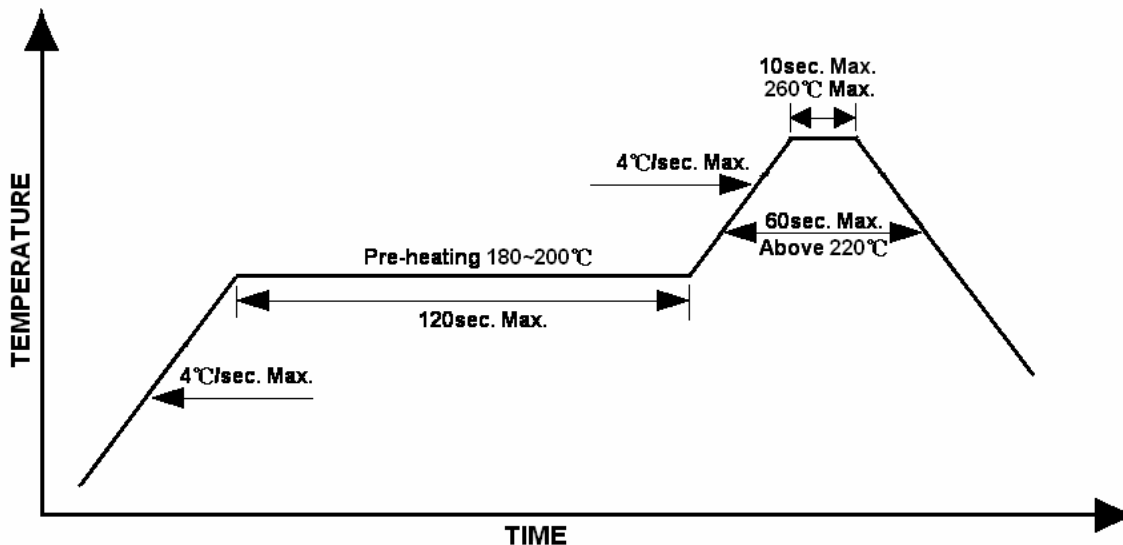 10sec. Max.
260℃ Max.
4℃/sec. Max.
60sec. Max.
Above 220℃
Pre-heating 180~200℃
120sec. Max.
4℃/sec. Max.
TEMPERATURE
TIME